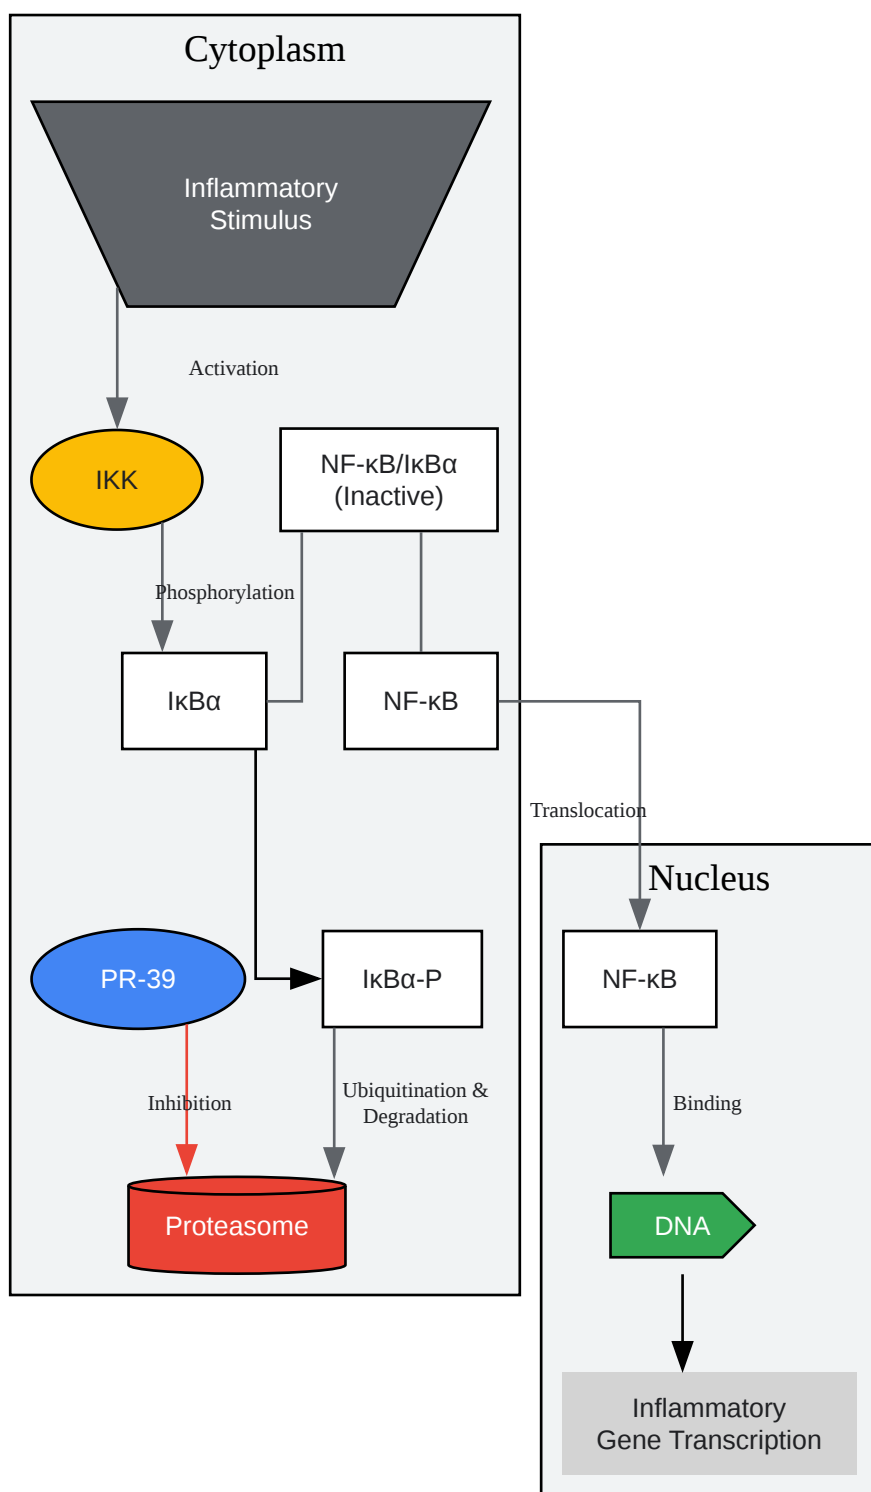 Cytoplasm
Inflammatory
Stimulus
Activation
IKK
NF-κB/IκBα
(Inactive)
Phosphorylation
IκBα
NF-κB
Translocation
Nucleus
PR-39
IκBα-P
NF-κB
Inhibition
Ubiquitination &
Degradation
Binding
Proteasome
DNA
Inflammatory
Gene Transcription